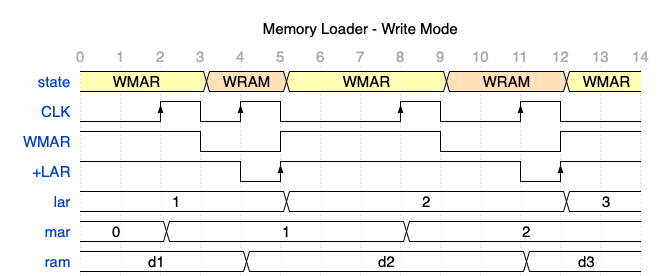 Memory Loader - Write Mode
0 1 2 3 4 5 6 7 8 9 10 11 12 13 14
state WMAR WRAM WMAR WRAM WMAR
CLK
WMAR
+LAR
lar 1 2 3
mar 0 1 2
ram d1 d2 d3